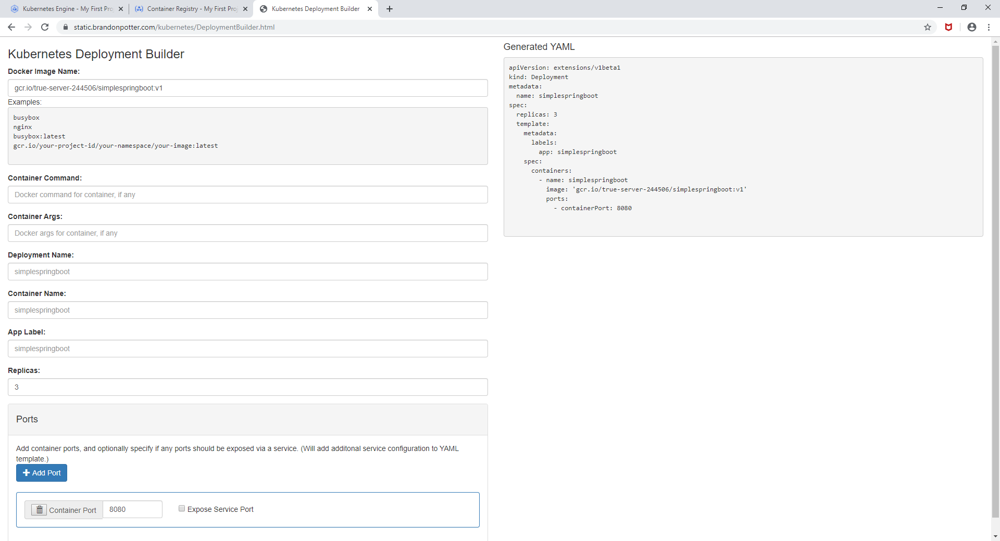 Kubernetes Engine - My First Pro
Container Registry - My First Pro
Kubernetes Deployment Builder
static.brandonpotter.com/kubernetes/DeploymentBuilder.html
Kubernetes Deployment Builder
Docker Image Name:
gcr.io/true-server-244506/simplespringboot:v1
Examples:
busybox
nginx
busybox:latest
gcr.io/your-project-id/your-namespace/your-image:latest
Container Command:
Docker command for container, if any
Container Args:
Docker args for container, if any
Deployment Name:
simplespringboot
Container Name:
simplespringboot
App Label:
simplespringboot
Replicas:
3
Ports
Add container ports, and optionally specify if any ports should be exposed via a service. (Will add additonal service configuration to YAML
template.)
Add Port
Container Port 8080 Expose Service Port
Generated YAML
apiVersion: extensions/v1beta1
kind: Deployment
metadata:
  name: simplespringboot
spec:
  replicas: 3
  template:
    metadata:
      labels:
        app: simplespringboot
    spec:
      containers:
        - name: simplespringboot
          image: 'gcr.io/true-server-244506/simplespringboot:v1'
          ports:
            - containerPort: 8080